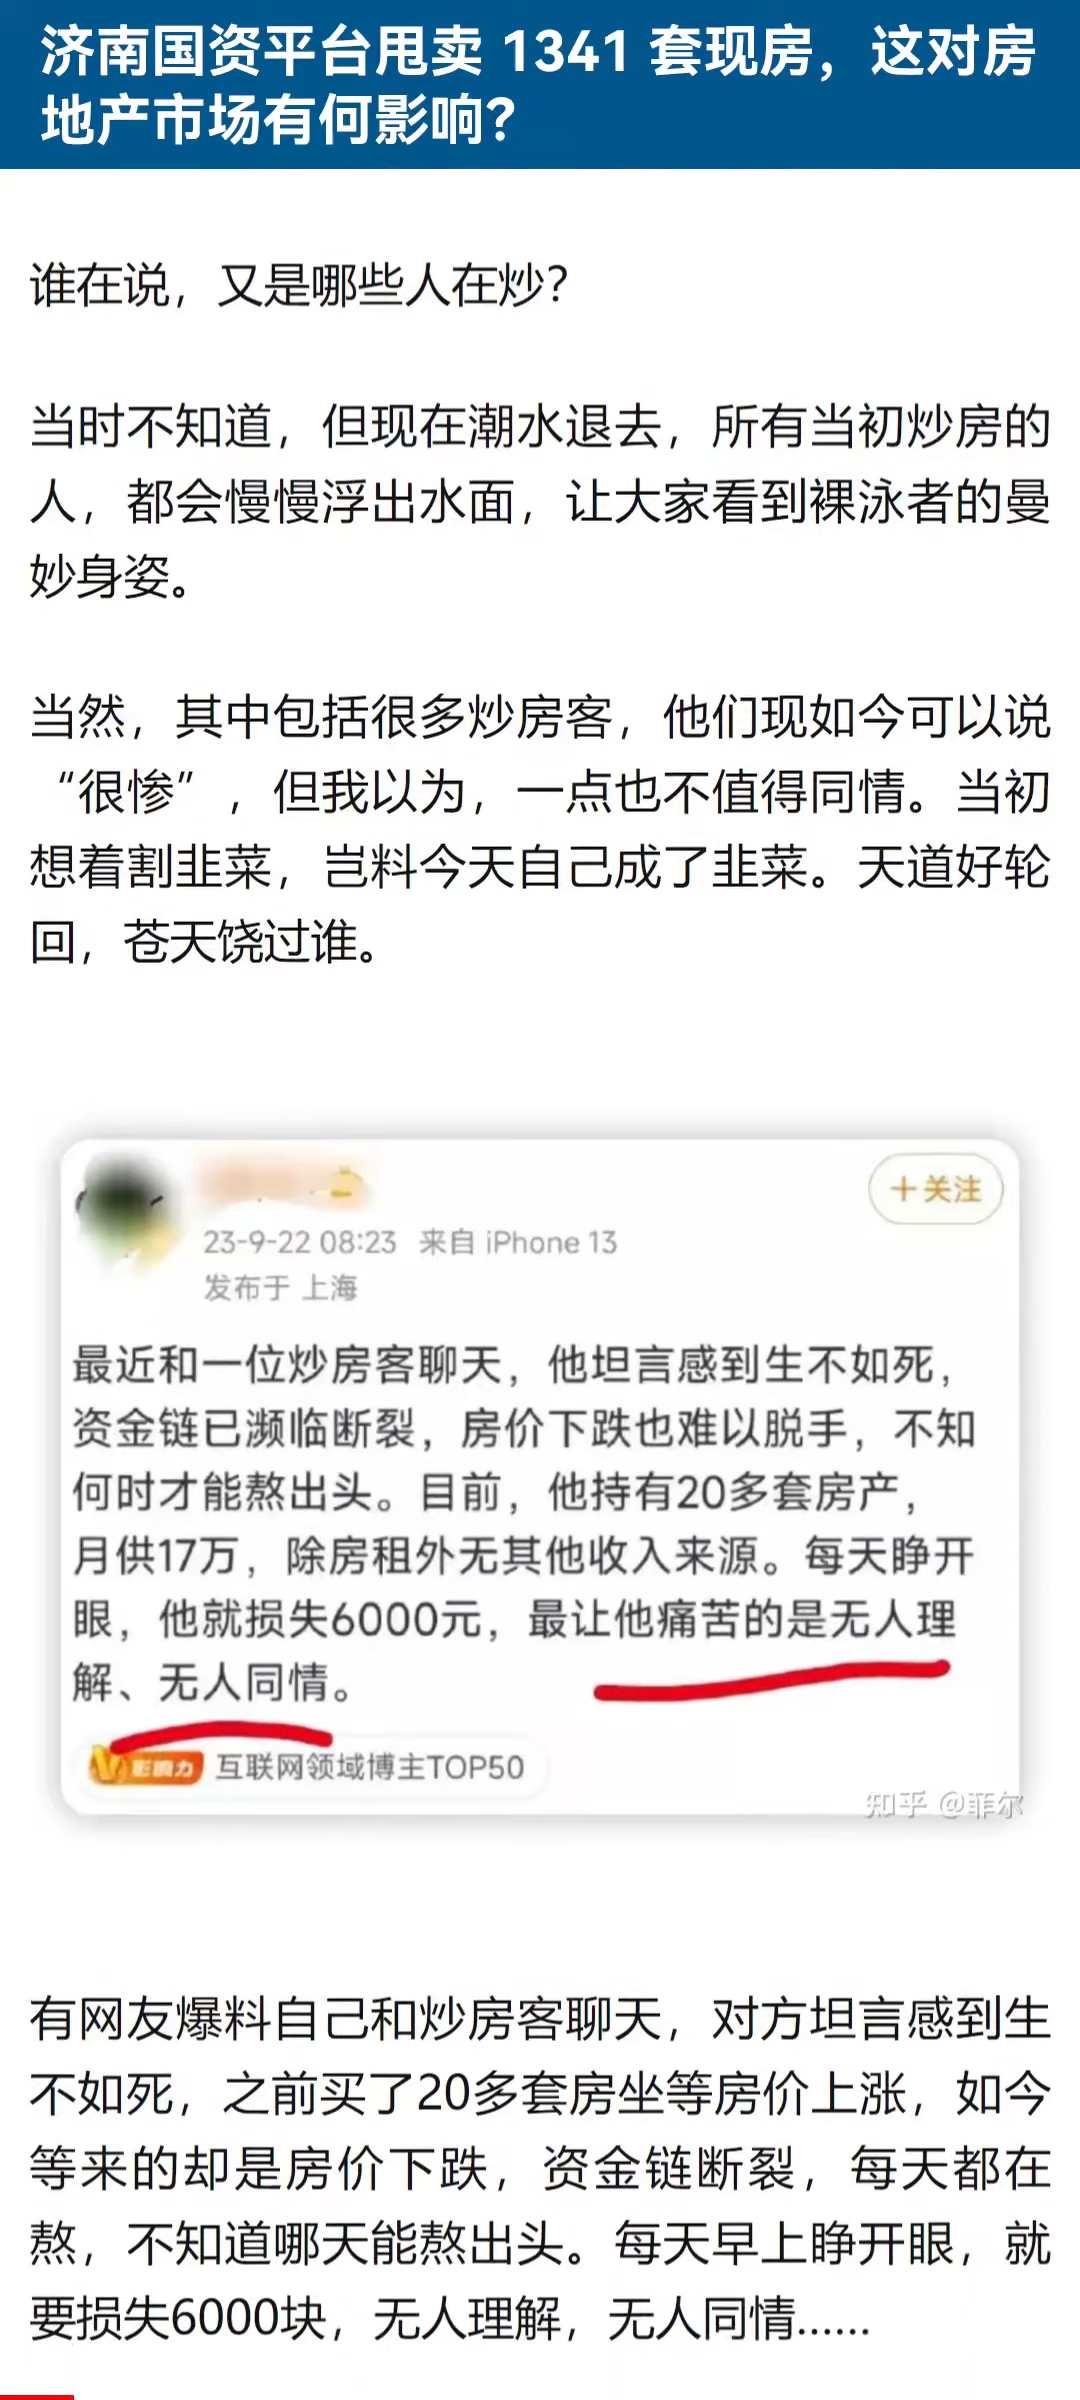 济南国资平台甩卖 1341 套现房，这对房
地产市场有何影响？
谁在说，又是哪些人在炒？
当时不知道，但现在潮水退去，所有当初炒房的
人，都会慢慢浮出水面，让大家看到裸泳者的曼
妙身姿。
当然，其中包括很多炒房客，他们现如今可以说
“很惨”，但我以为，一点也不值得同情。当初
想着割韭菜，岂料今天自己成了韭菜。天道好轮
回，苍天饶过谁。
+关注
23-9-22 08:23 来自 iPhone 13
发布于 上海
最近和一位炒房客聊天，他坦言感到生不如死，
资金链已濒临断裂，房价下跌也难以脱手，不知
何时才能熬出头。目前，他持有20多套房产，
月供17万，除房租外无其他收入来源。每天睁开
眼，他就损失6000元，最让他痛苦的是无人理
解、无人同情。
影响力 互联网领域博主TOP50
知乎 @菲尔
有网友爆料自己和炒房客聊天，对方坦言感到生
不如死，之前买了20多套房坐等房价上涨，如今
等来的却是房价下跌，资金链断裂，每天都在
熬，不知道哪天能熬出头。每天早上睁开眼，就
要损失6000块，无人理解，无人同情......